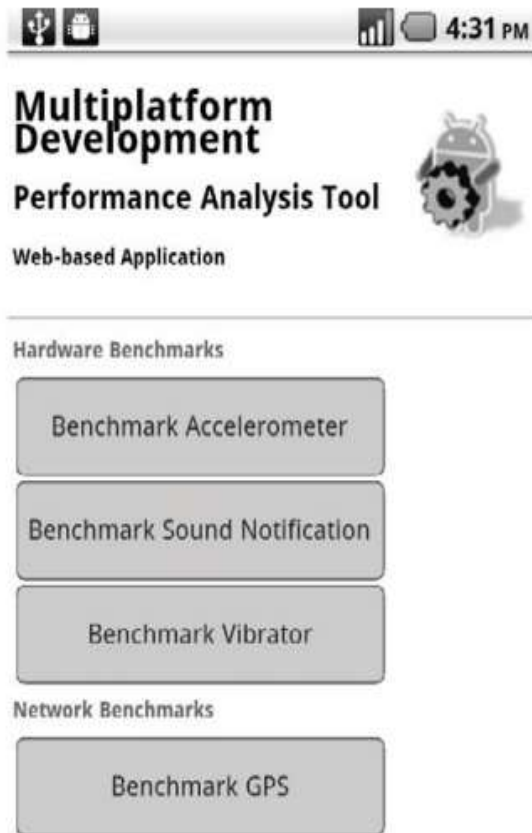 4:31 PM
Multiplatform
Development
Performance Analysis Tool
Web-based Application
Hardware Benchmarks
Benchmark Accelerometer
Benchmark Sound Notification
Benchmark Vibrator
Network Benchmarks
Benchmark GPS